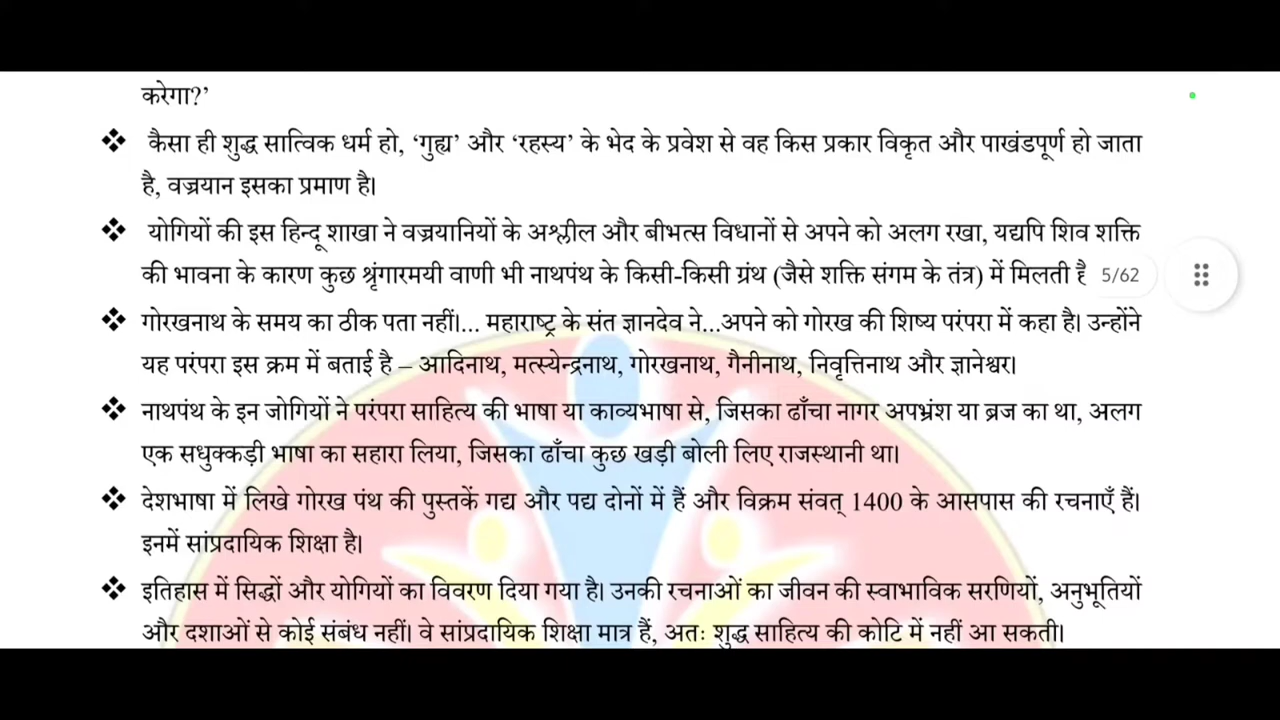 करेगा?’
❖ कैसा ही शुद्ध सात्विक धर्म हो, ‘गुह्य’ और ‘रहस्य’ के भेद के प्रवेश से वह किस प्रकार विकृत और पाखंडपूर्ण हो जाता
है, वज्रयान इसका प्रमाण है।
❖ योगियों की इस हिन्दू शाखा ने वज्रयानियों के अश्लील और बीभत्स विधानों से अपने को अलग रखा, यद्यपि शिव शक्ति
की भावना के कारण कुछ श्रृंगारमयी वाणी भी नाथपंथ के किसी-किसी ग्रंथ (जैसे शक्ति संगम के तंत्र) में मिलती है
5/62
❖ गोरखनाथ के समय का ठीक पता नहीं।... महाराष्ट्र के संत ज्ञानदेव ने...अपने को गोरख की शिष्य परंपरा में कहा है। उन्होंने
यह परंपरा इस क्रम में बताई है – आदिनाथ, मत्स्येन्द्रनाथ, गोरखनाथ, गैनीनाथ, निवृत्तिनाथ और ज्ञानेश्वर।
❖ नाथपंथ के इन जोगियों ने परंपरा साहित्य की भाषा या काव्यभाषा से, जिसका ढाँचा नागर अपभ्रंश या ब्रज का था, अलग
एक सधुक्कड़ी भाषा का सहारा लिया, जिसका ढाँचा कुछ खड़ी बोली लिए राजस्थानी था।
❖ देशभाषा में लिखे गोरख पंथ की पुस्तकें गद्य और पद्य दोनों में हैं और विक्रम संवत् 1400 के आसपास की रचनाएँ हैं।
इनमें सांप्रदायिक शिक्षा है।
❖ इतिहास में सिद्धों और योगियों का विवरण दिया गया है। उनकी रचनाओं का जीवन की स्वाभाविक सरणियों, अनुभूतियों
और दशाओं से कोई संबंध नहीं। वे सांप्रदायिक शिक्षा मात्र हैं, अतः शुद्ध साहित्य की कोटि में नहीं आ सकती।